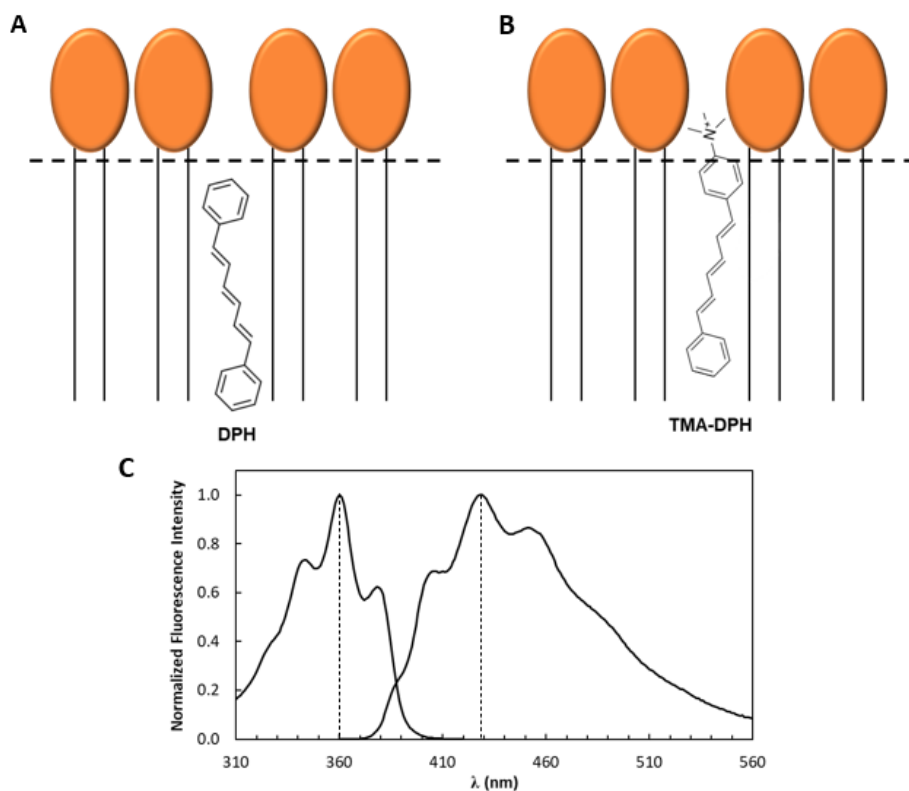 A
B
N+
DPH
TMA-DPH
C
Normalized Fluorescence Intensity
1.0
0.8
0.6
0.4
0.2
0.0
310
360
410
460
510
560
λ (nm)